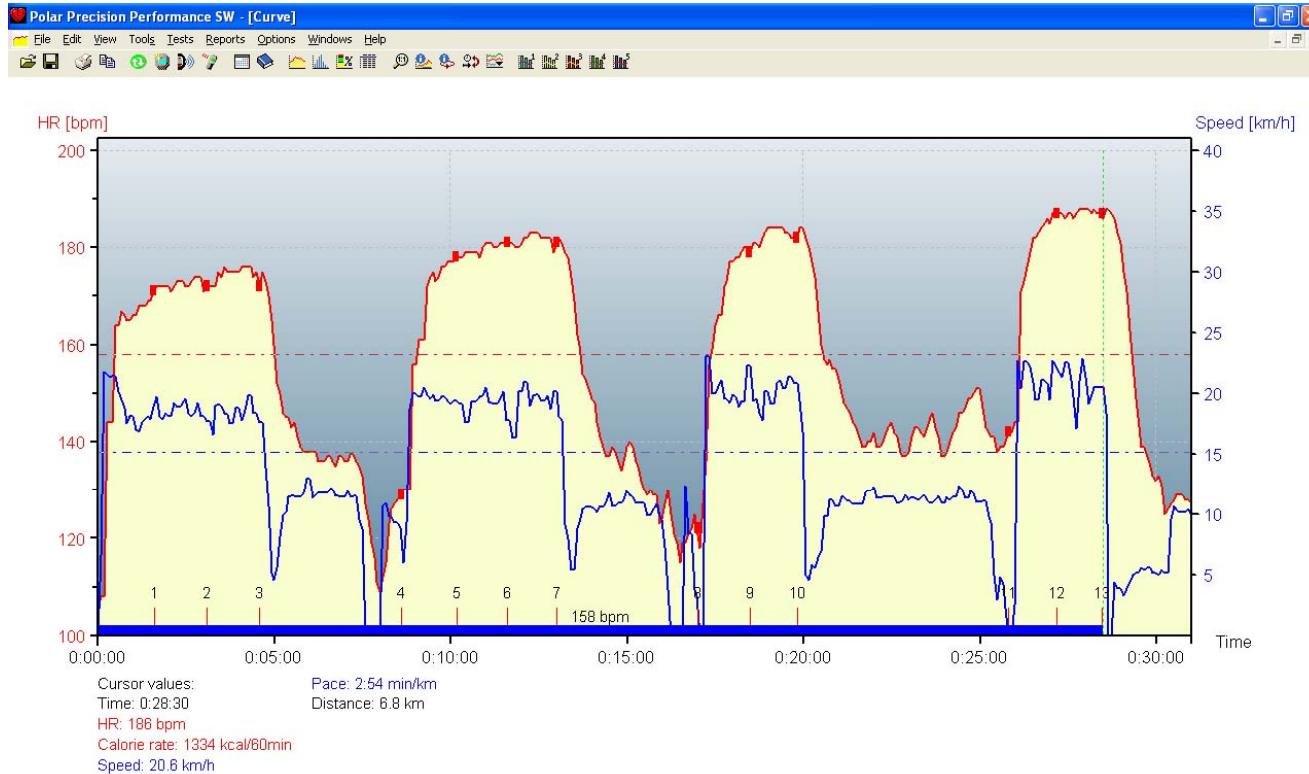 Polar Precision Performance SW - [Curve]
File Edit View Tools Tests Reports Options Windows Help
HR [bpm]
Speed [km/h]
200
40
35
180
30
25
160
20
140
15
10
120
5
1 2 3 4 5 6 7 8 9 10 11 12 13
158 bpm
100
Time
0:00:00 0:05:00 0:10:00 0:15:00 0:20:00 0:25:00 0:30:00
Cursor values: Pace: 2:54 min/km
Time: 0:28:30 Distance: 6.8 km
HR: 186 bpm
Calorie rate: 1334 kcal/60min
Speed: 20.6 km/h